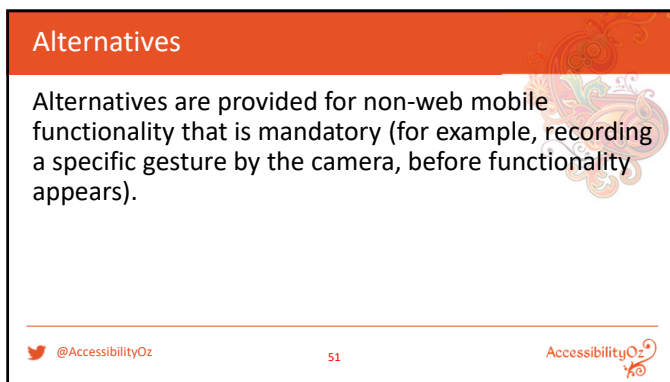 Alternatives
Alternatives are provided for non-web mobile
functionality that is mandatory (for example, recording
a specific gesture by the camera, before functionality
appears).
@AccessibilityOz
51
AccessibilityOz